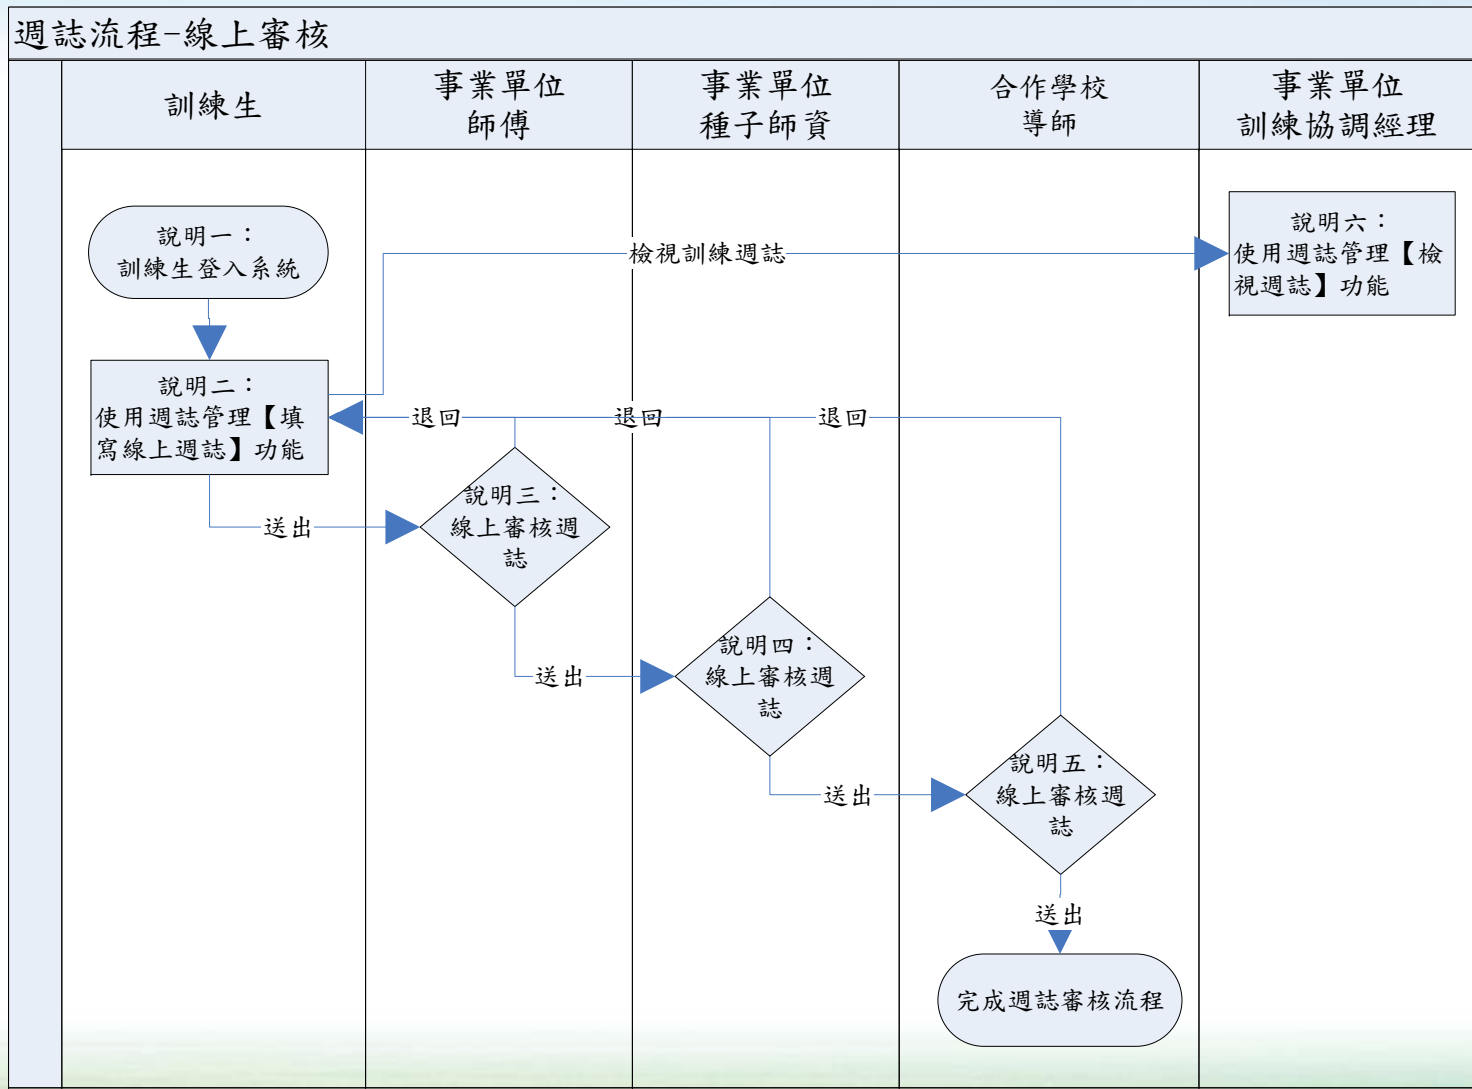 週誌流程-線上審核
訓練生
事業單位
師傅
事業單位
種子師資
合作學校
導師
事業單位
訓練協調經理
說明一：
訓練生登入系統
檢視訓練週誌
說明六：
使用週誌管理【檢
視週誌】功能
說明二：
使用週誌管理【填
寫線上週誌】功能
退回
退回
退回
送出
說明三：
線上審核週
誌
送出
說明四：
線上審核週
誌
送出
說明五：
線上審核週
誌
送出
完成週誌審核流程